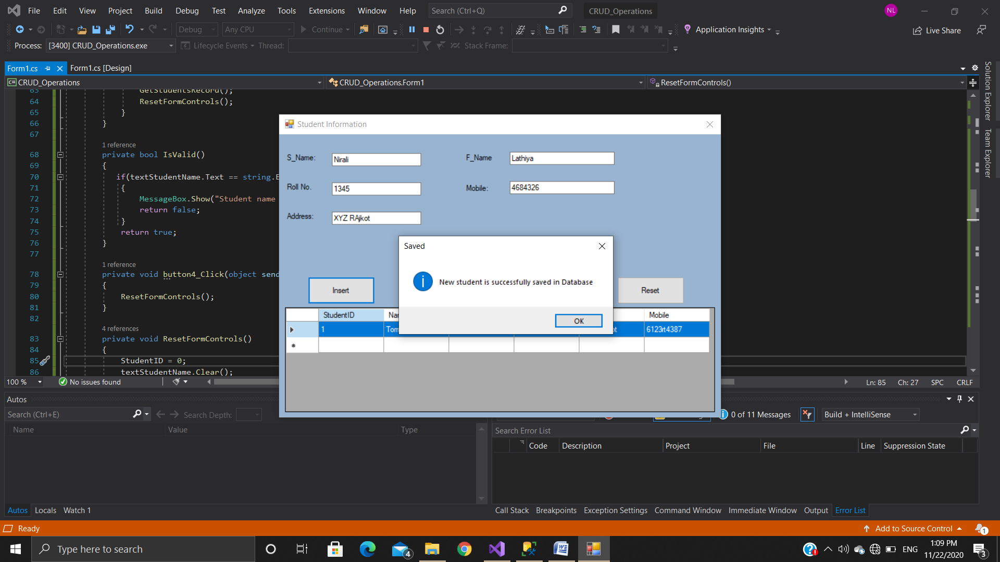 File Edit View Project Build Debug Test Analyze Tools Extensions Window Help Search (Ctrl+Q) CRUD_Operations NL
Debug Any CPU Continue Application Insights Live Share
Process: [3400] CRUD_Operations.exe Lifecycle Events Thread: Stack Frame:
Form1.cs Form1.cs [Design]
C# CRUD_Operations CRUD_Operations.Form1 ResetFormControls()
Solution Explorer
Team Explorer
63 GetStudentsRecord();
64 ResetFormControls();
65 }
66 }
67
1 reference
68 private bool IsValid()
69 {
70 if(textStudentName.Text == string.E
71 {
72 MessageBox.Show("Student name
73 return false;
74 }
75 return true;
76 }
77
1 reference
78 private void button4_Click(object send
79 {
80 ResetFormControls();
81 }
82
4 references
83 private void ResetFormControls()
84 {
85 StudentID = 0;
86 textStudentName.Clear();
Student Information
S_Name: Nirali F_Name Lathiya
Roll No. 1345 Mobile: 4684326
Address: XYZ RAjkot
Saved
New student is successfully saved in Database
OK
Insert Reset
StudentID Mobile
1 Tom 6123rt4387
100 % No issues found Ln: 85 Ch: 27 SPC CRLF
Autos
Search (Ctrl+E) Search Depth:
Name Value Type
0 of 11 Messages Build + IntelliSense
Search Error List
Code Description Project File Line Suppression State
Autos Locals Watch 1
Call Stack Breakpoints Exception Settings Command Window Immediate Window Output Error List
Ready Add to Source Control 1
Type here to search 4 ENG 1:09 PM
11/22/2020 3